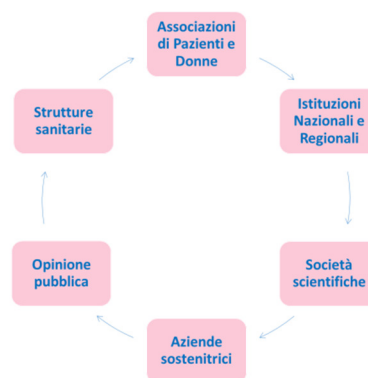 Associazioni
di Pazienti e
Donne
Istituzioni
Nazionali e
Regionali
Società
scientifiche
Aziende
sostenitrici
Opinione
pubblica
Strutture
sanitarie